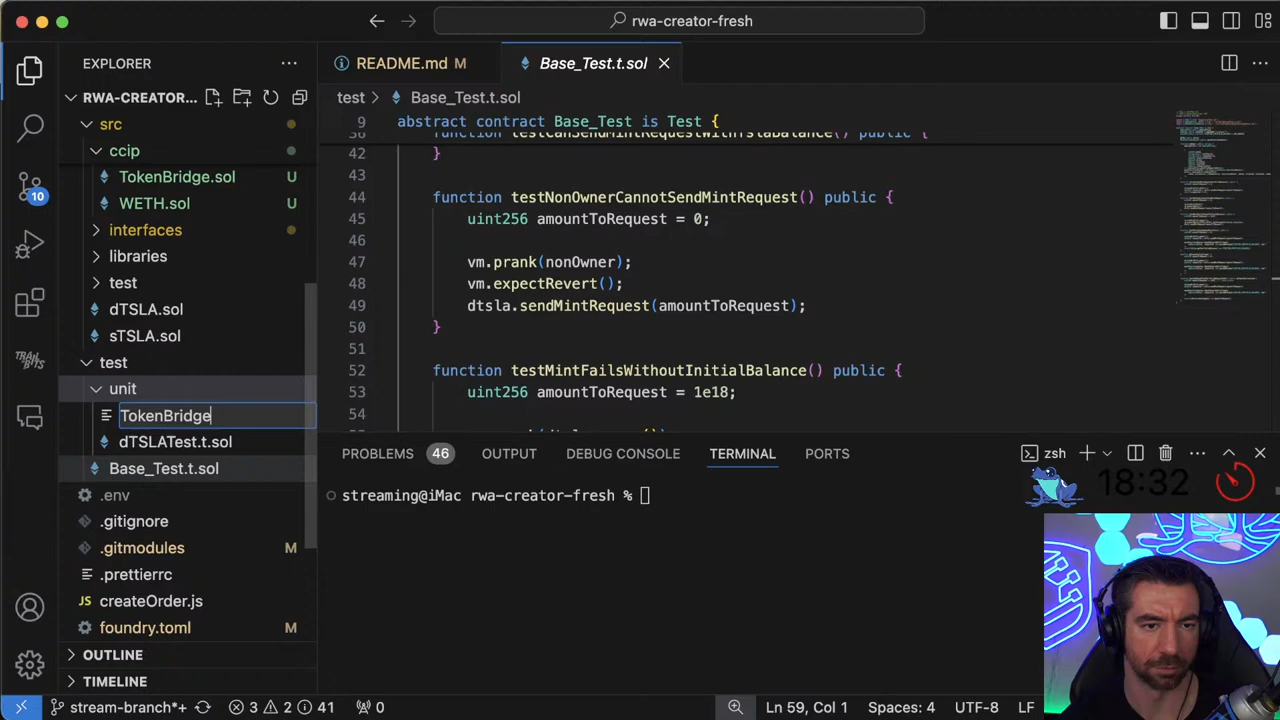 rwa-creator-fresh
EXPLORER
README.md M
Base_Test.t.sol
RWA-CREATOR...
test > Base_Test.t.sol
src
ccip
TokenBridge.sol U
WETH.sol U
interfaces
libraries
test
dTSLA.sol
sTSLA.sol
test
unit
TokenBridge
dTSLATest.t.sol
Base_Test.t.sol
.env
.gitignore
.gitmodules M
.prettierrc
JS createOrder.js
foundry.toml M
OUTLINE
TIMELINE
10
TRAIL
BITS
9 abstract contract Base_Test is Test {
42 }
43
44 function testNonOwnerCannotSendMintRequest() public {
45 uint256 amountToRequest = 0;
46
47 vm.prank(nonOwner);
48 vm.expectRevert();
49 dtsla.sendMintRequest(amountToRequest);
50 }
51
52 function testMintFailsWithoutInitialBalance() public {
53 uint256 amountToRequest = 1e18;
54
PROBLEMS 46 OUTPUT DEBUG CONSOLE TERMINAL PORTS
zsh
streaming@iMac rwa-creator-fresh %
18:32
stream-branch*+ 3 2 41 0
Ln 59, Col 1 Spaces: 4 UTF-8 LF